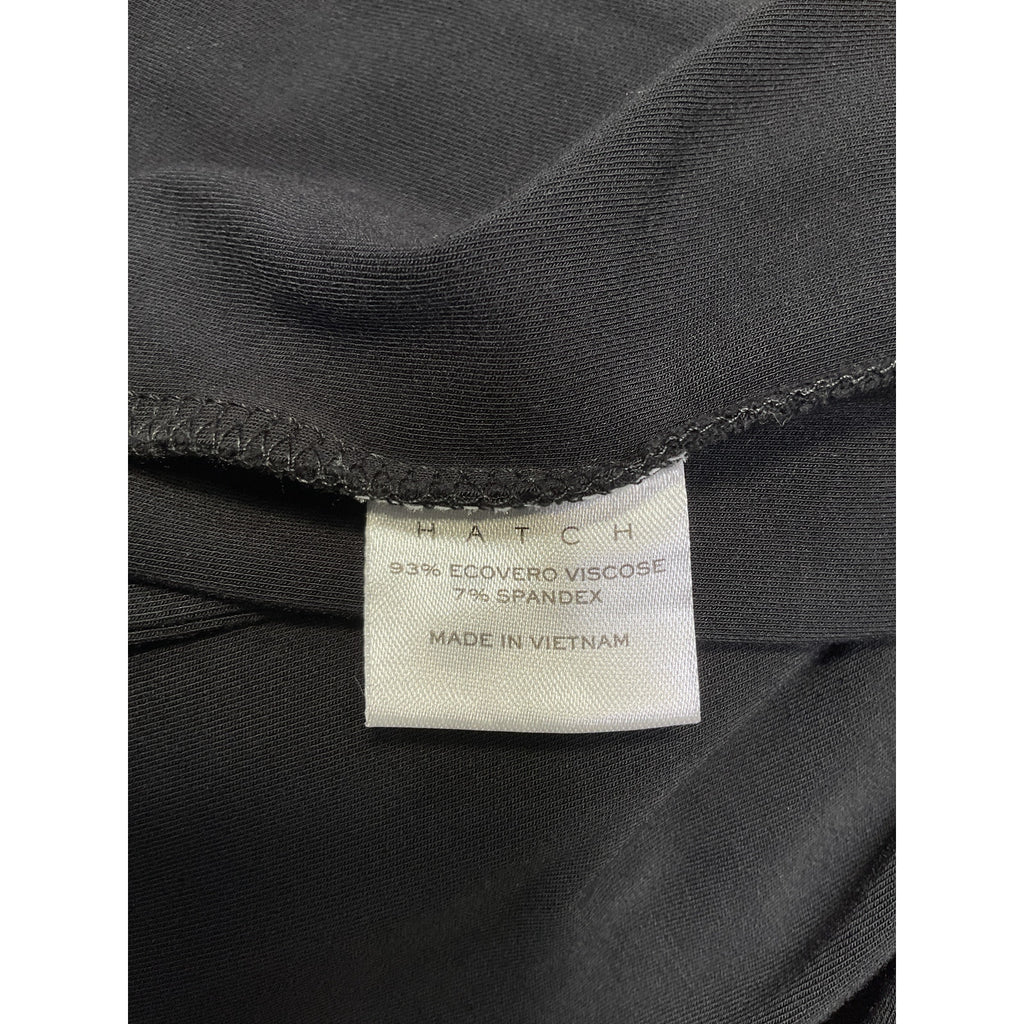 HATCH
93% ECOVERO VISCOSE
7% SPANDEX
MADE IN VIETNAM